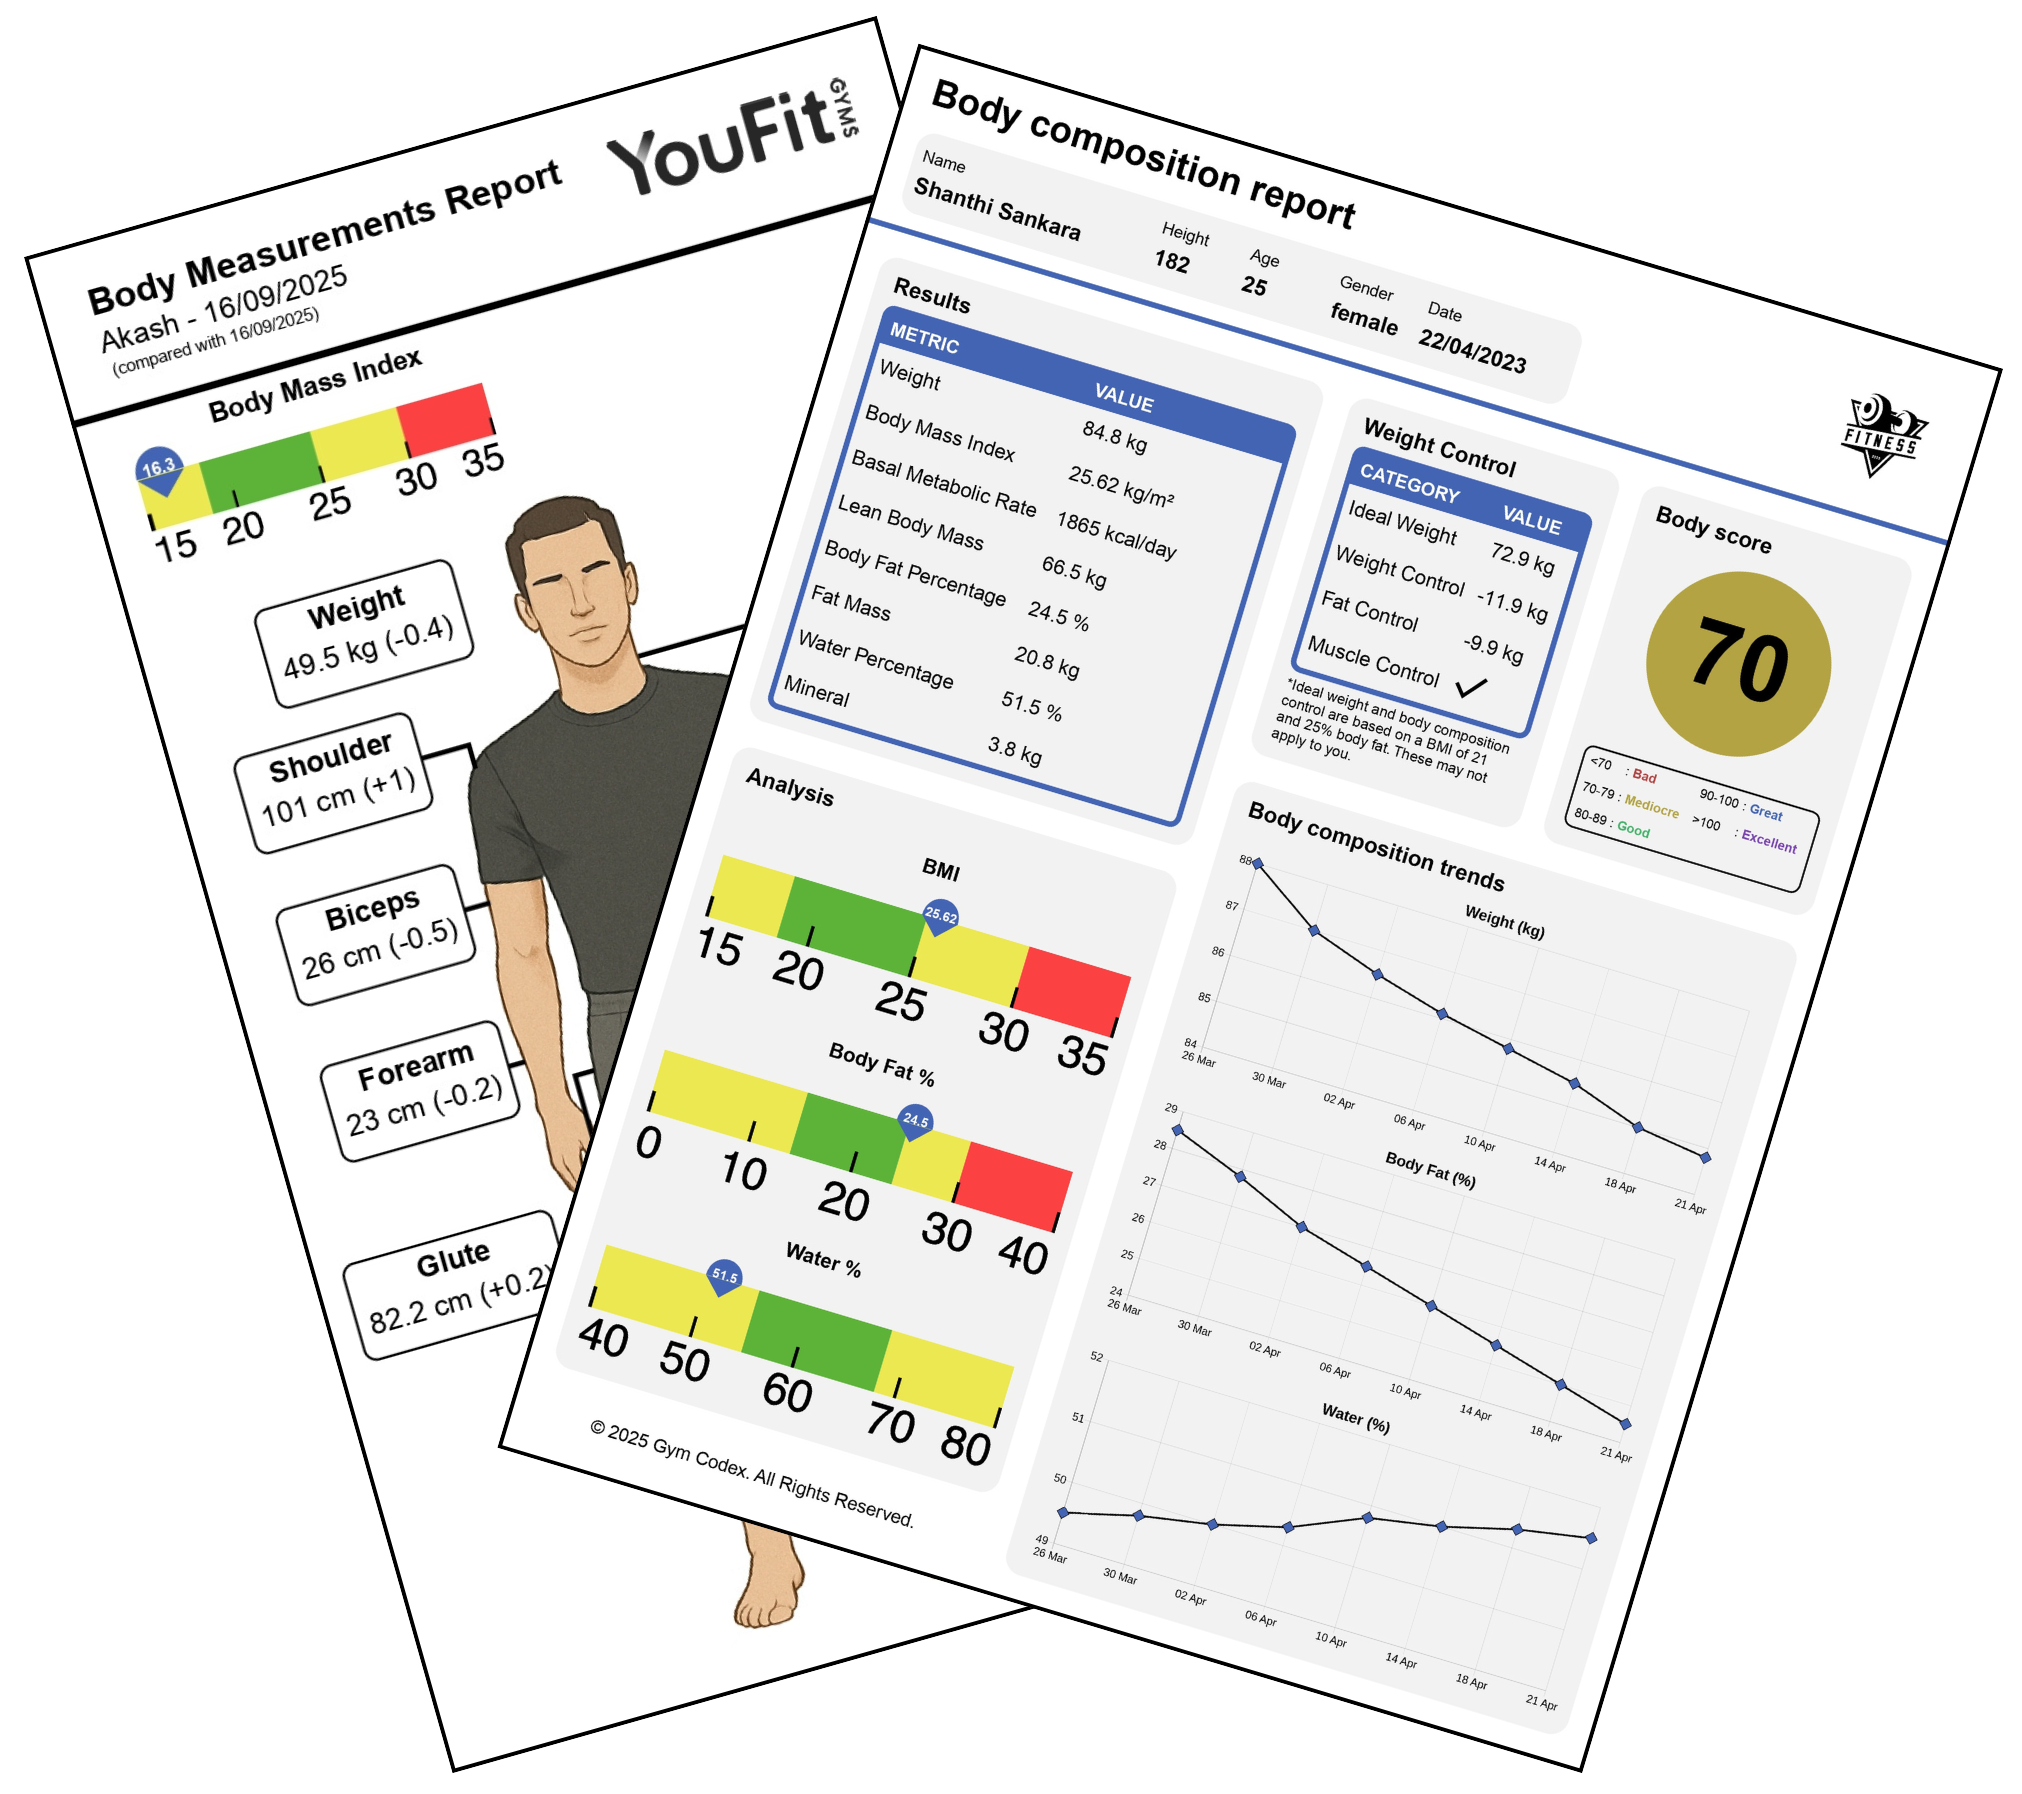 Body Measurements Report
Akash - 16/09/2025
(compared with 16/09/2025)
YouFit GYMS
Body Mass Index
16.3
15 20 25 30 35
Weight
49.5 kg (-0.4)
Shoulder
101 cm (+1)
Biceps
26 cm (-0.5)
Forearm
23 cm (-0.2)
Glute
82.2 cm (+0.2)
Body composition report
Name Height Age Gender Date
Shanthi Sankara 182 25 female 22/04/2023
FITNESS
Results
METRIC VALUE
Weight 84.8 kg
Body Mass Index 25.62 kg/m²
Basal Metabolic Rate 1865 kcal/day
Lean Body Mass 66.5 kg
Body Fat Percentage 24.5 %
Fat Mass 20.8 kg
Water Percentage 51.5 %
Mineral 3.8 kg
Weight Control
CATEGORY VALUE
Ideal Weight 72.9 kg
Weight Control -11.9 kg
Fat Control -9.9 kg
Muscle Control ✓
*Ideal weight and body composition
control are based on a BMI of 21
and 25% body fat. These may not
apply to you.
Body score
70
<70 : Bad 90-100 : Great
70-79 : Mediocre >100 : Excellent
80-89 : Good
Analysis
BMI
25.62
15 20 25 30 35
Body Fat %
24.5
0 10 20 30 40
Water %
51.5
40 50 60 70 80
Body composition trends
Weight (kg)
88
87
86
85
84
26 Mar 30 Mar 02 Apr 06 Apr 10 Apr 14 Apr 18 Apr 21 Apr
Body Fat (%)
29
28
27
26
25
24
26 Mar 30 Mar 02 Apr 06 Apr 10 Apr 14 Apr 18 Apr 21 Apr
Water (%)
52
51
50
49
26 Mar 30 Mar 02 Apr 06 Apr 10 Apr 14 Apr 18 Apr 21 Apr
© 2025 Gym Codex. All Rights Reserved.